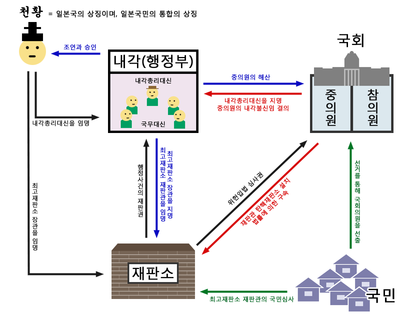 천황 = 일본국의 상징이며, 일본국민의 통합의 상징
조언과 승인
내각(행정부)
내각총리대신
국무대신
국회
중의원
참의원
중의원의 해산
내각총리대신을 지명
중의원의 내각불신임 결의
내각총리대신을 임명
최고재판소 장관을 임명
행정사건의 재판권
최고재판소 장관을 지명
최고재판소 재판관을 임명
위헌입법 심사권
재판관 탄핵재판소 설치
법률에 의한 구속
선거를 통해 국회의원을 선출
재판소
최고재판소 재판관의 국민심사
국민